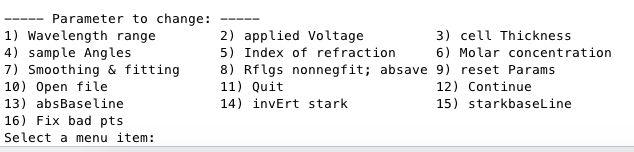 ----- Parameter to change: -----
1) Wavelength range 2) applied Voltage 3) cell Thickness
4) sample Angles 5) Index of refraction 6) Molar concentration
7) Smoothing & fitting 8) Rflgs nonnegfit; absave 9) reset Params
10) Open file 11) Quit 12) Continue
13) absBaseline 14) invErt stark 15) starkbaseLine
16) Fix bad pts
Select a menu item: